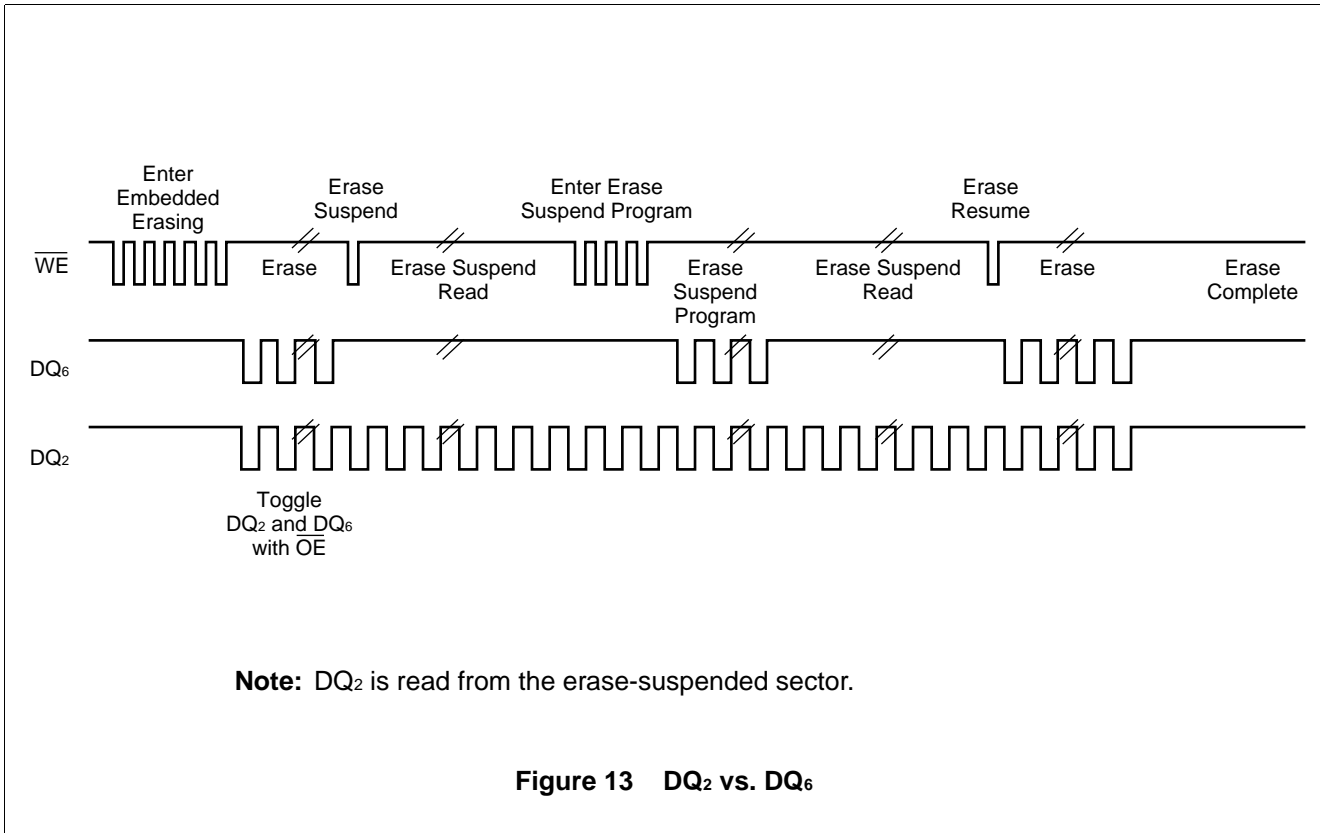 Enter
Embedded
Erasing
Erase
Suspend
Enter Erase
Suspend Program
Erase
Resume
WE
Erase
Erase Suspend
Read
Erase
Suspend
Program
Erase Suspend
Read
Erase
Erase
Complete
DQ6
DQ2
Toggle
DQ2 and DQ6
with OE
Note: DQ2 is read from the erase-suspended sector.
Figure 13 DQ2 vs. DQ6